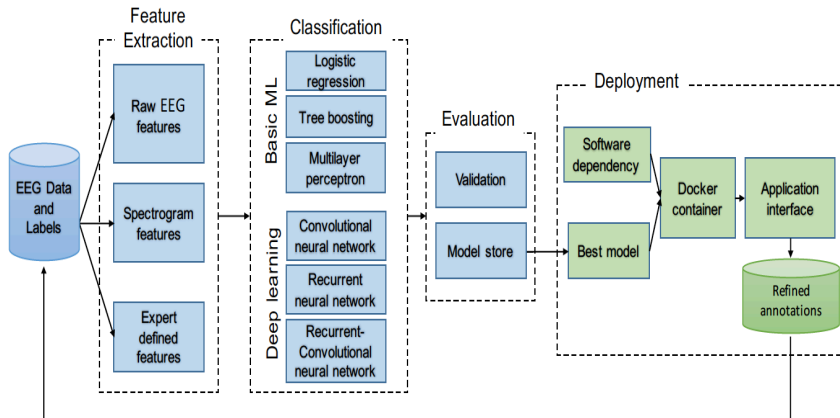 Feature
Extraction
Raw EEG
features
Spectrogram
features
Expert
defined
features
EEG Data
and
Labels
Classification
Basic ML
Logistic
regression
Tree boosting
Multilayer
perceptron
Deep learning
Convolutional
neural network
Recurrent
neural network
Recurrent-
Convolutional
neural network
Evaluation
Validation
Model store
Deployment
Software
dependency
Best model
Docker
container
Application
interface
Refined
annotations